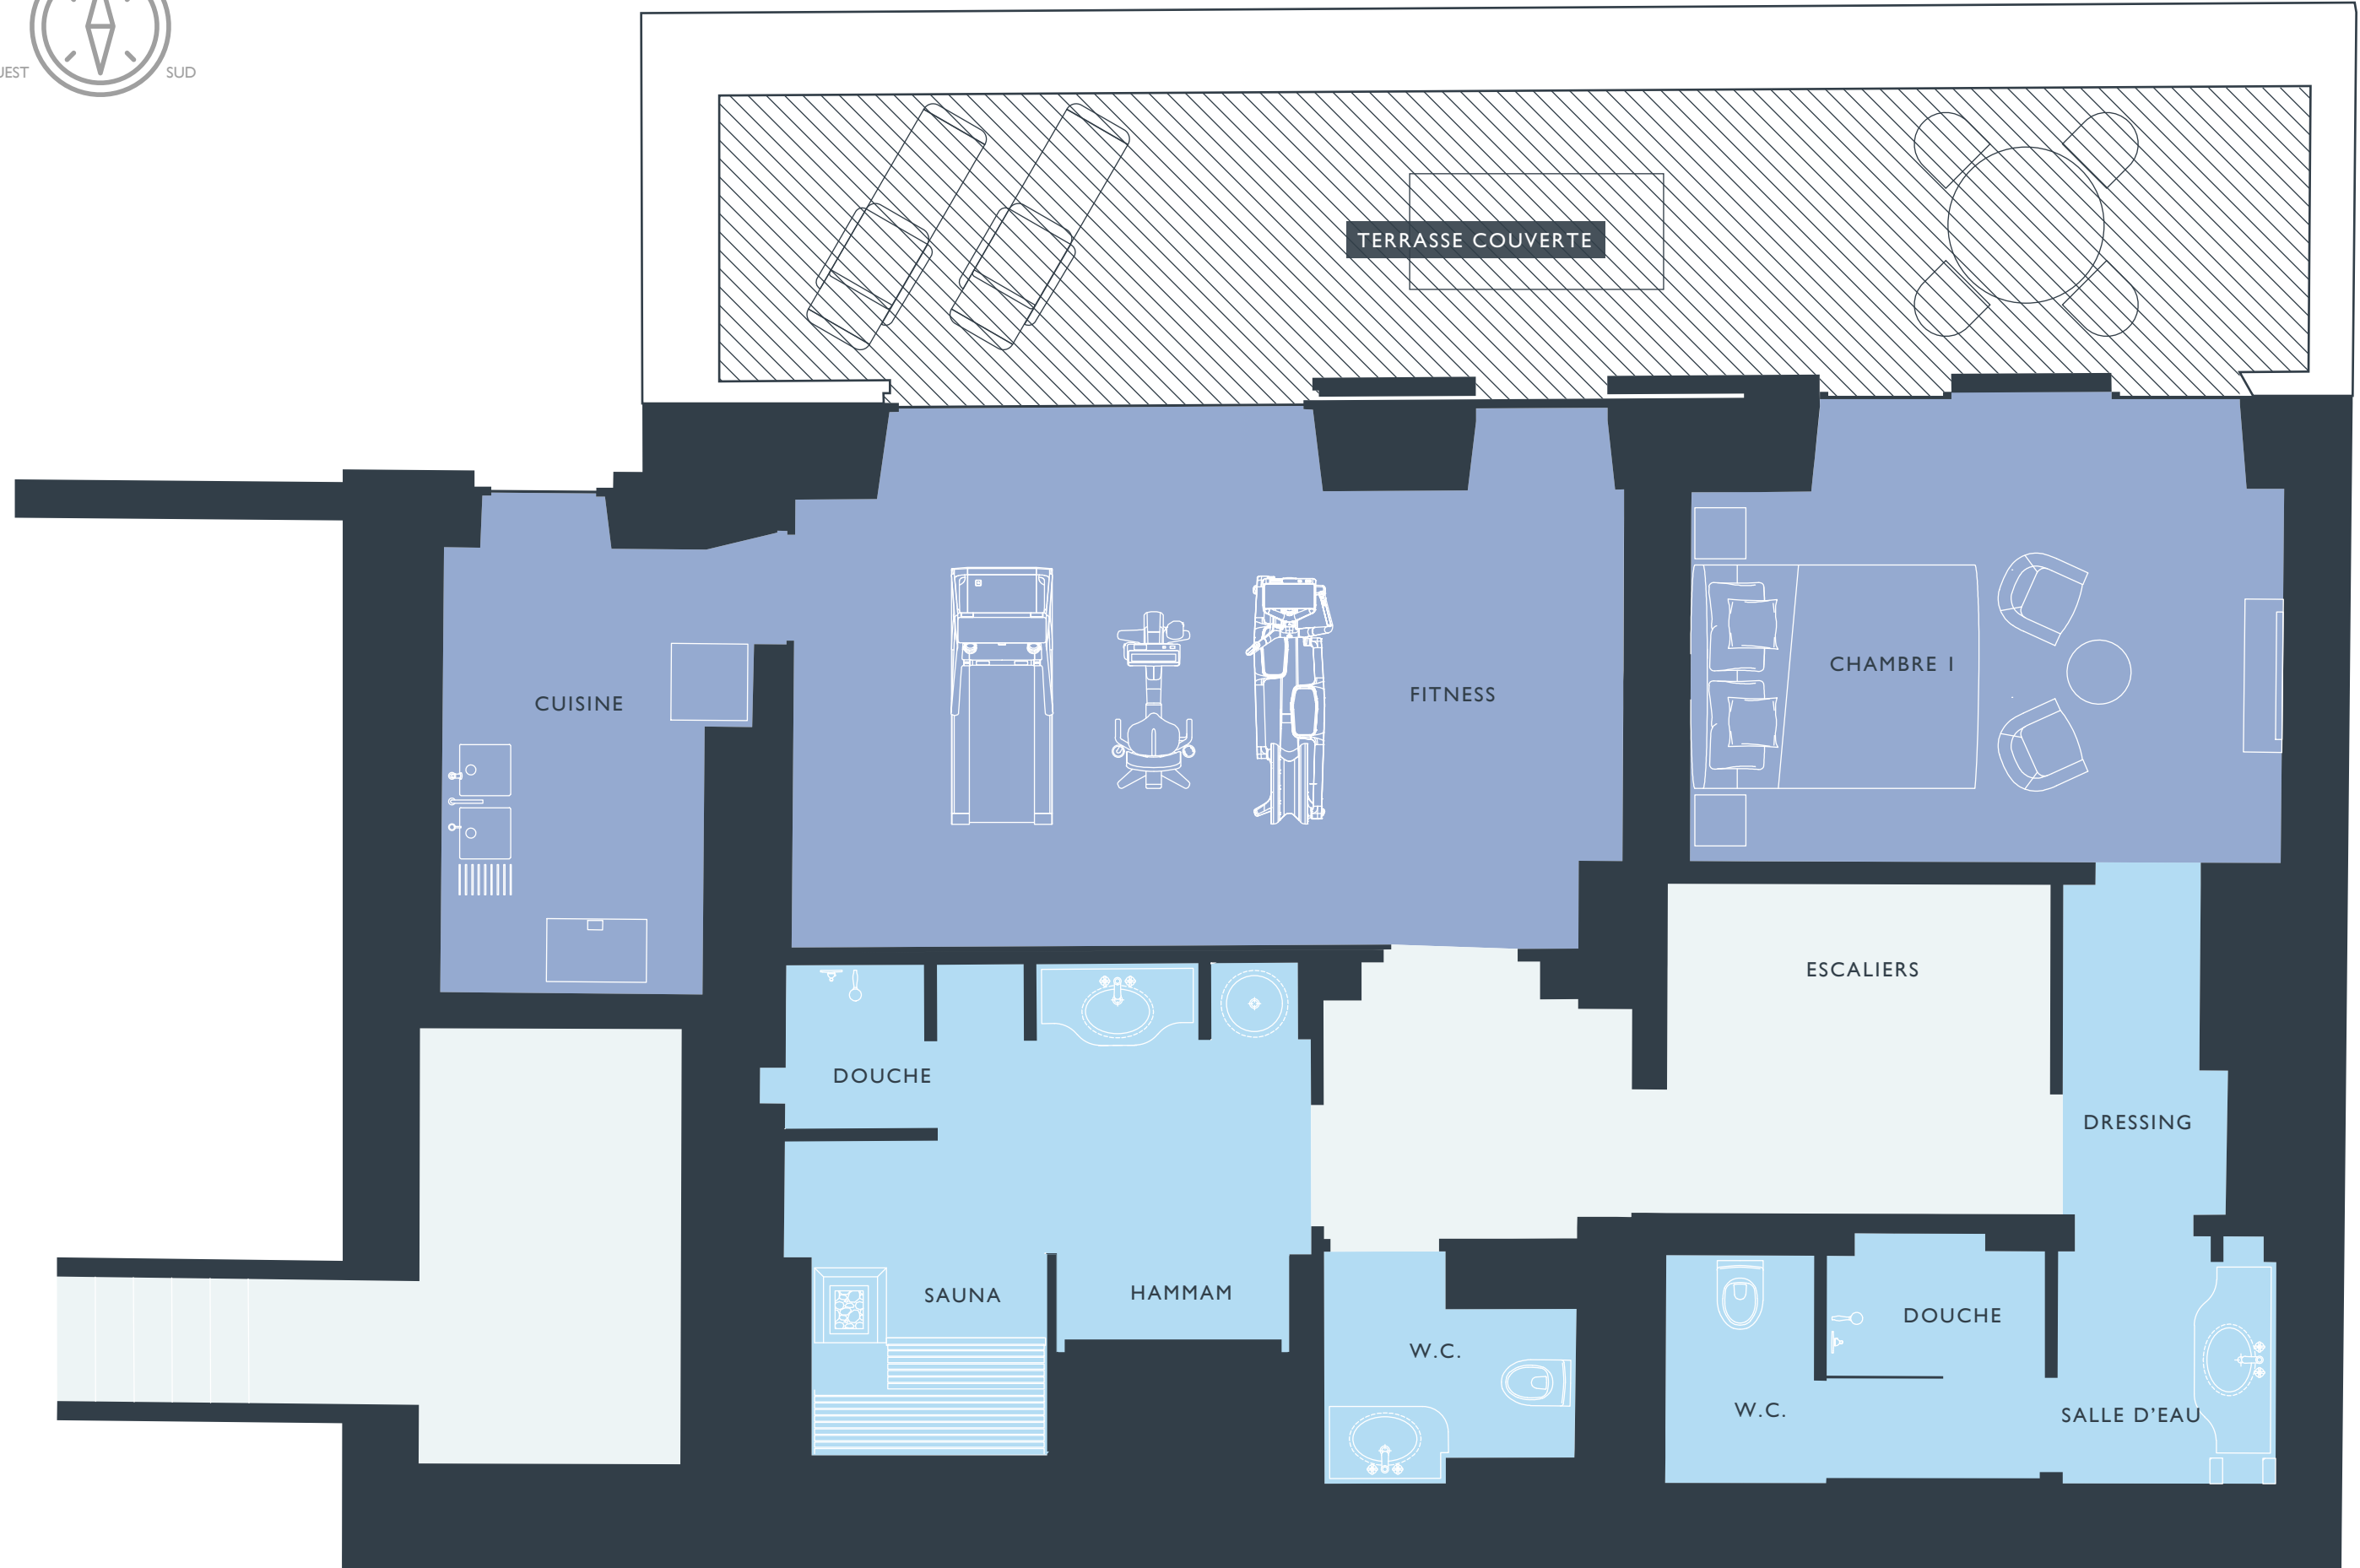 SUD
TERRASSE COUVERTE
CUISINE
FITNESS
CHAMBRE 1
ESCALIERS
DOUCHE
DRESSING
SAUNA
HAMMAM
W.C.
DOUCHE
W.C.
SALLE D'EAU